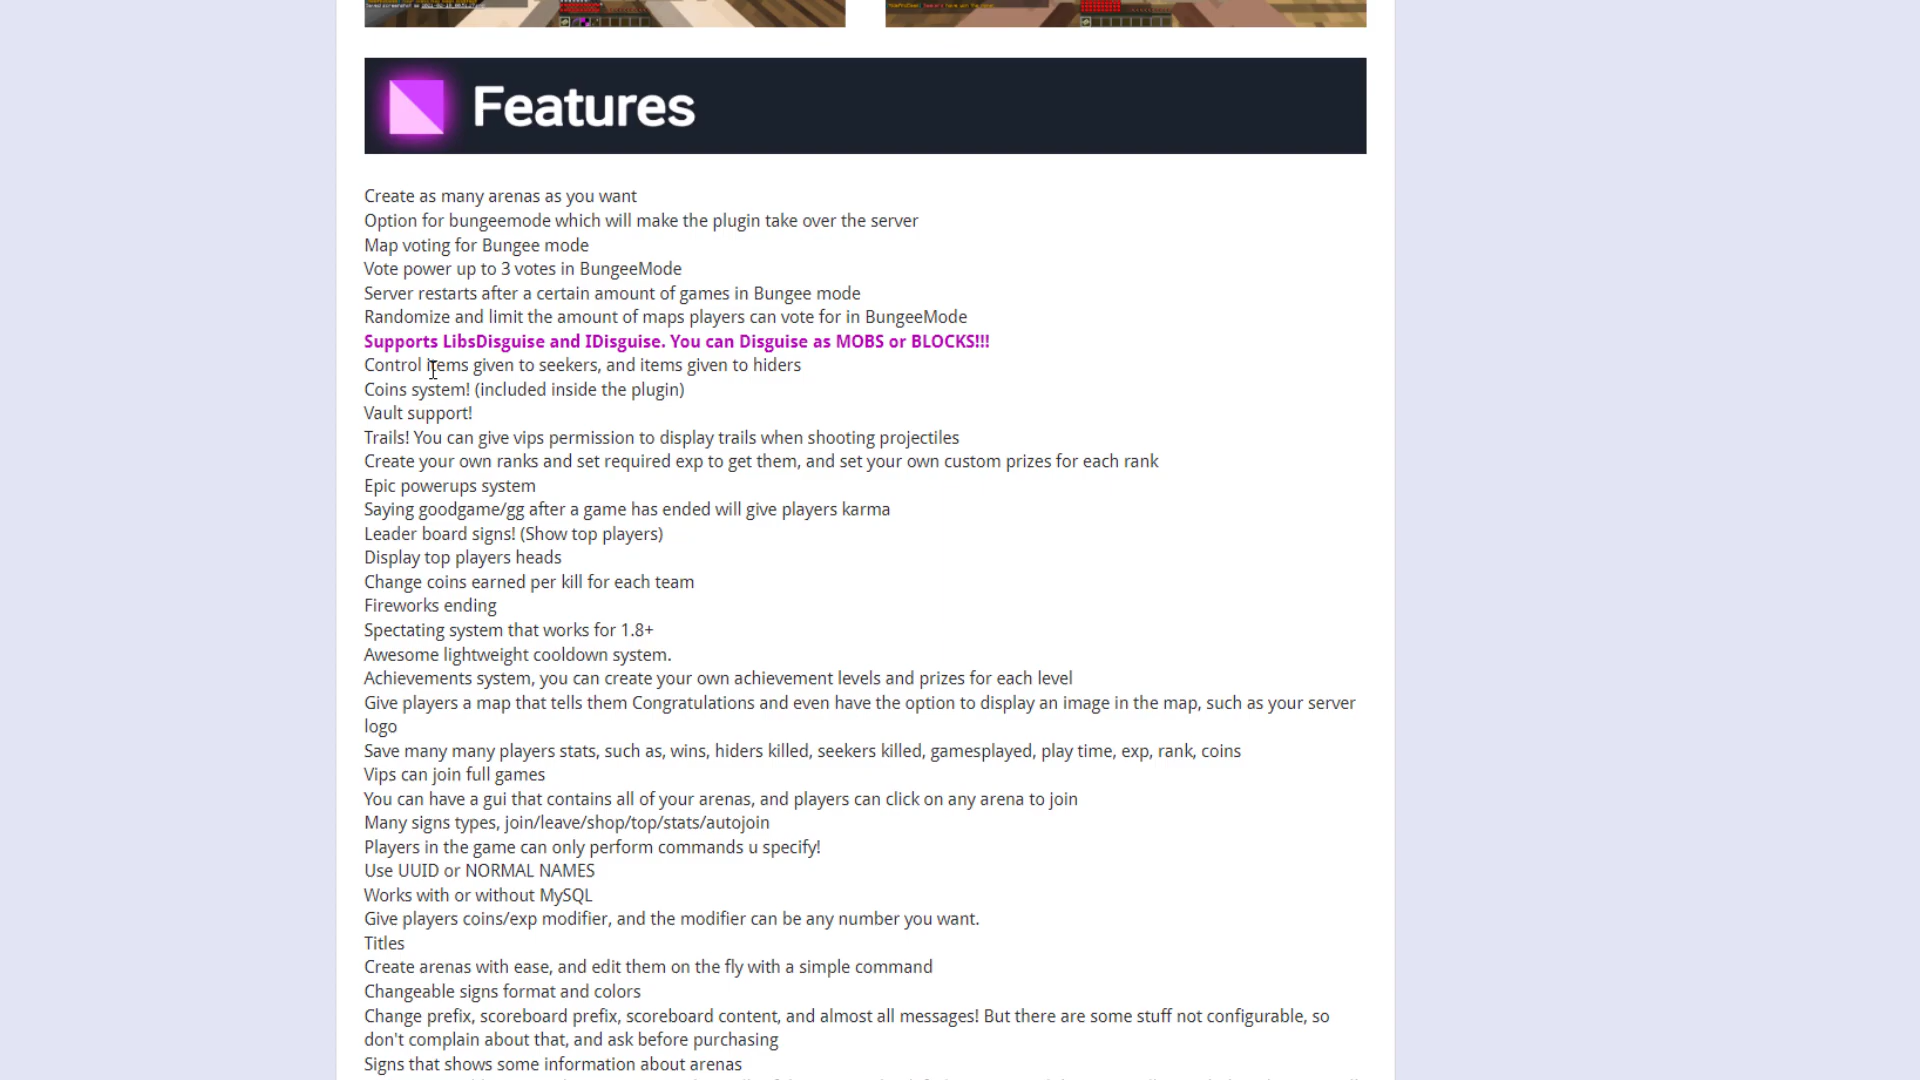 Features
Create as many arenas as you want
Option for bungeemode which will make the plugin take over the server
Map voting for Bungee mode
Vote power up to 3 votes in BungeeMode
Server restarts after a certain amount of games in Bungee mode
Randomize and limit the amount of maps players can vote for in BungeeMode
Supports LibsDisguise and IDisguise. You can Disguise as MOBS or BLOCKS!!!
Control items given to seekers, and items given to hiders
Coins system! (included inside the plugin)
Vault support!
Trails! You can give vips permission to display trails when shooting projectiles
Create your own ranks and set required exp to get them, and set your own custom prizes for each rank
Epic powerups system
Saying goodgame/gg after a game has ended will give players karma
Leader board signs! (Show top players)
Display top players heads
Change coins earned per kill for each team
Fireworks ending
Spectating system that works for 1.8+
Awesome lightweight cooldown system.
Achievements system, you can create your own achievement levels and prizes for each level
Give players a map that tells them Congratulations and even have the option to display an image in the map, such as your server
logo
Save many many players stats, such as, wins, hiders killed, seekers killed, gamesplayed, play time, exp, rank, coins
Vips can join full games
You can have a gui that contains all of your arenas, and players can click on any arena to join
Many signs types, join/leave/shop/top/stats/autojoin
Players in the game can only perform commands u specify!
Use UUID or NORMAL NAMES
Works with or without MySQL
Give players coins/exp modifier, and the modifier can be any number you want.
Titles
Create arenas with ease, and edit them on the fly with a simple command
Changeable signs format and colors
Change prefix, scoreboard prefix, scoreboard content, and almost all messages! But there are some stuff not configurable, so
don't complain about that, and ask before purchasing
Signs that shows some information about arenas